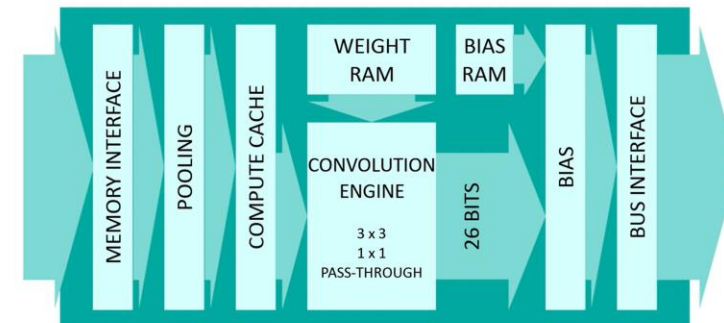 MEMORY INTERFACE
POOLING
COMPUTE CACHE
WEIGHT
RAM
CONVOLUTION
ENGINE
3 x 3
1 x 1
PASS-THROUGH
26 BITS
BIAS
RAM
BIAS
BUS INTERFACE